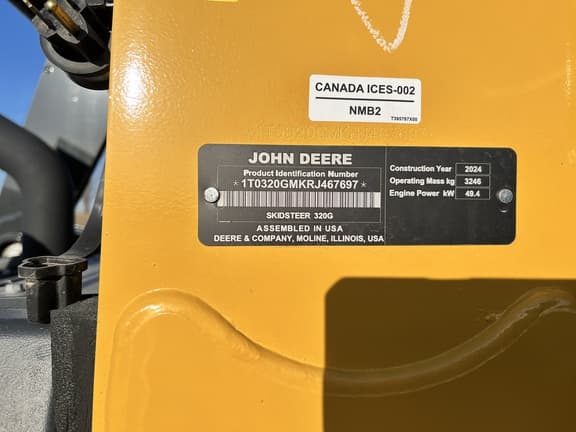 CANADA ICES-002
NMB2
T395797X00
JOHN DEERE
Product Identification Number
*1T0320GMKRJ467697*
SKIDSTEER 320G
ASSEMBLED IN USA
DEERE & COMPANY, MOLINE, ILLINOIS, USA
Construction Year 2024
Operating Mass kg 3246
Engine Power kW 49.4